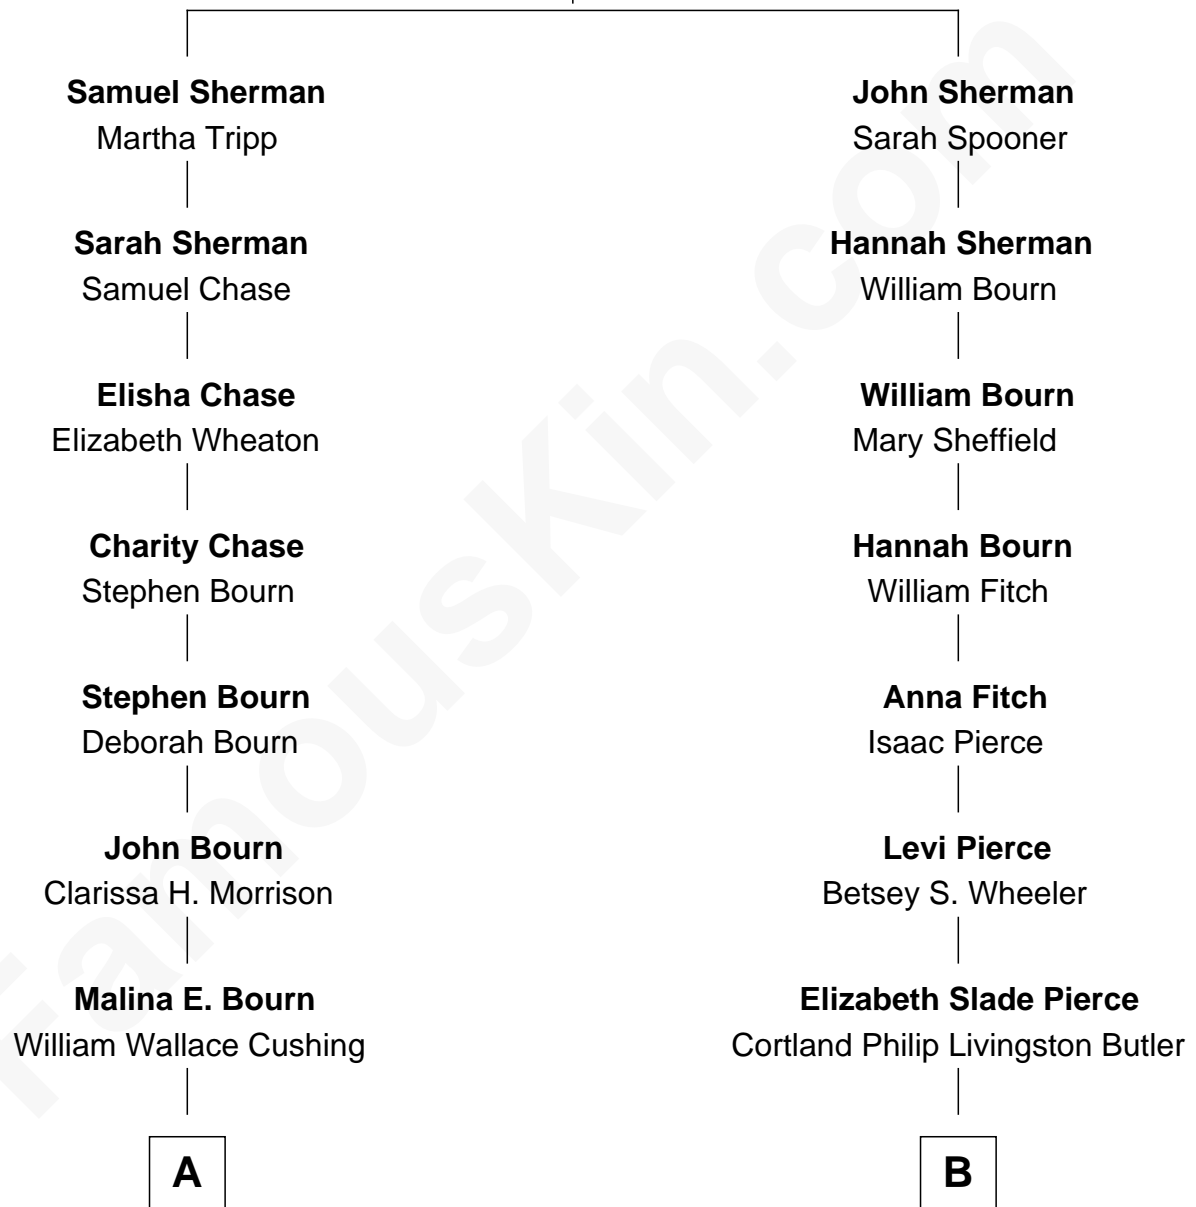 Samuel Sherman
Martha Tripp
Sarah Sherman
Samuel Chase
Elisha Chase
Elizabeth Wheaton
Charity Chase
Stephen Bourn
Stephen Bourn
Deborah Bourn
John Bourn
Clarissa H. Morrison
Malina E. Bourn
William Wallace Cushing
A
John Sherman
Sarah Spooner
Hannah Sherman
William Bourn
William Bourn
Mary Sheffield
Hannah Bourn
William Fitch
Anna Fitch
Isaac Pierce
Levi Pierce
Betsey S. Wheeler
Elizabeth Slade Pierce
Cortland Philip Livingston Butler
B
FamousKin.com